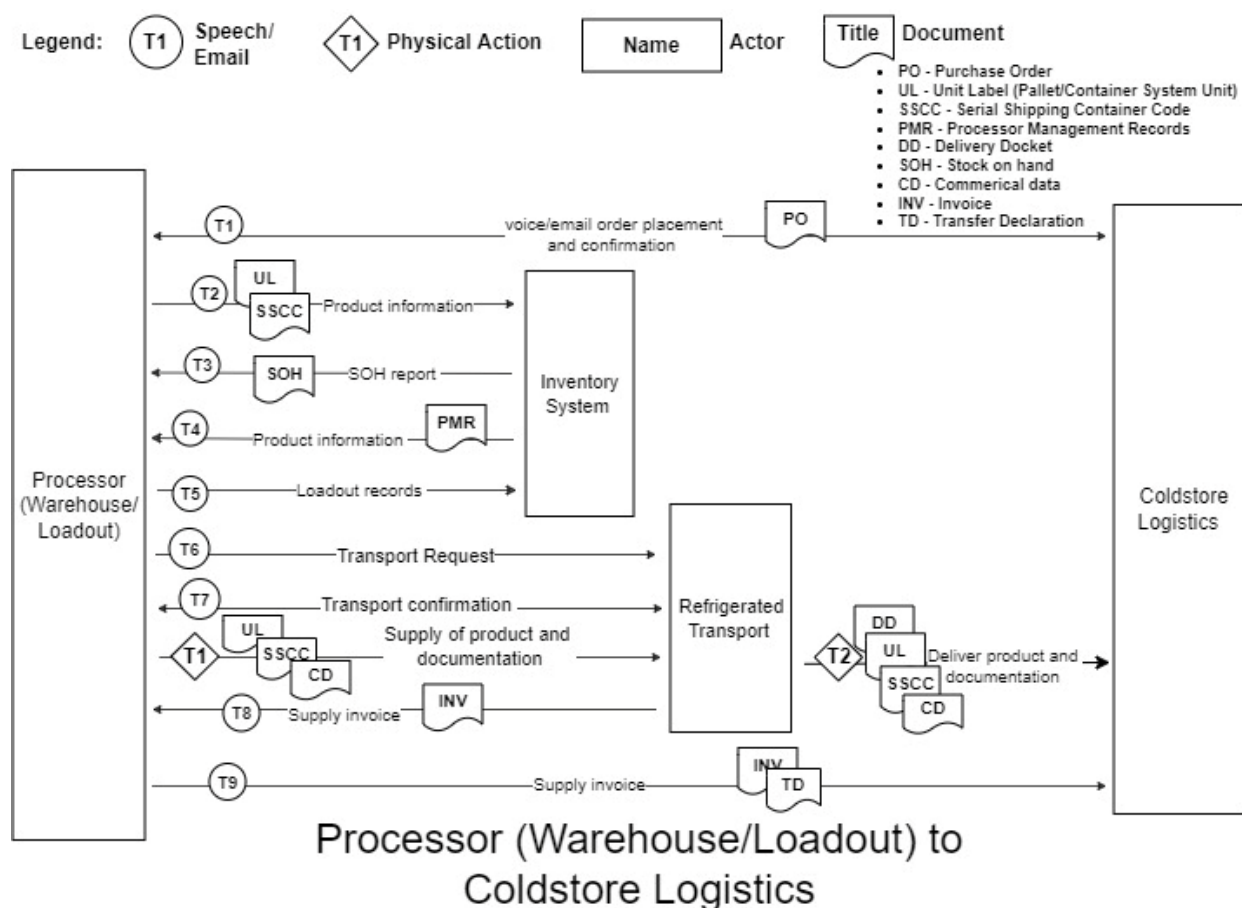 Legend:
T1
Speech/
Email
T1
Physical Action
Name
Actor
Title
Document
• PO - Purchase Order
• UL - Unit Label (Pallet/Container System Unit)
• SSCC - Serial Shipping Container Code
• PMR - Processor Management Records
• DD - Delivery Docket
• SOH - Stock on hand
• CD - Commerical data
• INV - Invoice
• TD - Transfer Declaration
T1
voice/email order placement
and confirmation
PO
T2
UL
SSCC
Product information
T3
SOH
SOH report
Inventory
System
T4
Product information
PMR
Processor
(Warehouse/
Loadout)
T5
Loadout records
Coldstore
Logistics
T6
Transport Request
T7
Transport confirmation
Refrigerated
Transport
T1
UL
SSCC
CD
Supply of product and
documentation
T2
DD
UL
SSCC
CD
Deliver product and
documentation
T8
Supply invoice
INV
T9
Supply invoice
INV
TD
Processor (Warehouse/Loadout) to
Coldstore Logistics